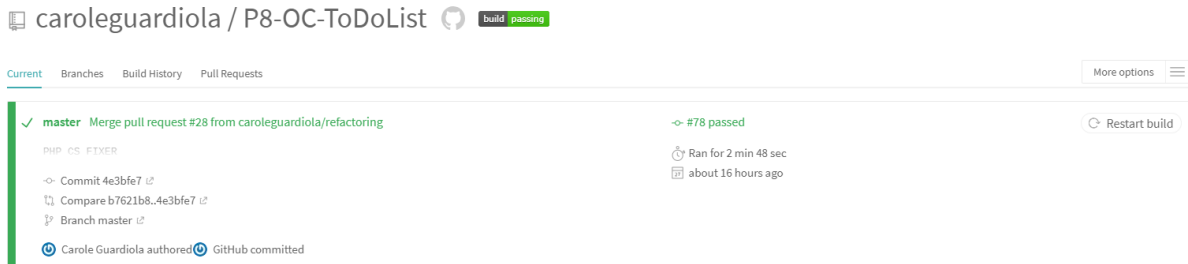 caroleguardiola / P8-OC-ToDoList build passing
Current Branches Build History Pull Requests More options
master Merge pull request #28 from caroleguardiola/refactoring #78 passed Restart build
PHP CS FIXER Ran for 2 min 48 sec
about 16 hours ago
Commit 4e3bfe7
Compare b7621b8..4e3bfe7
Branch master
Carole Guardiola authored GitHub committed